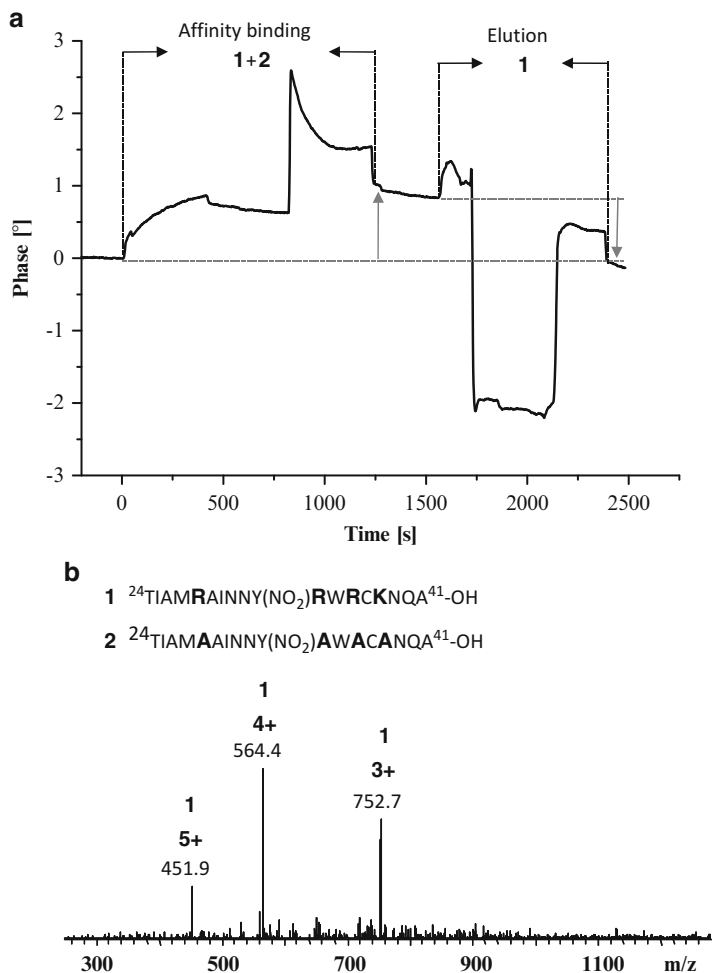 a
Affinity binding
1+2
Elution
1
3
2
1
0
-1
-2
-3
Phase [°]
0 500 1000 1500 2000 2500
Time [s]
b
1 ²⁴TIAMRAINNY(NO₂)RWRCKNQA⁴¹-OH
2 ²⁴TIAMAAINNY(NO₂)AWACANQA⁴¹-OH
1
5+
451.9
1
4+
564.4
1
3+
752.7
300 500 700 900 1100 m/z